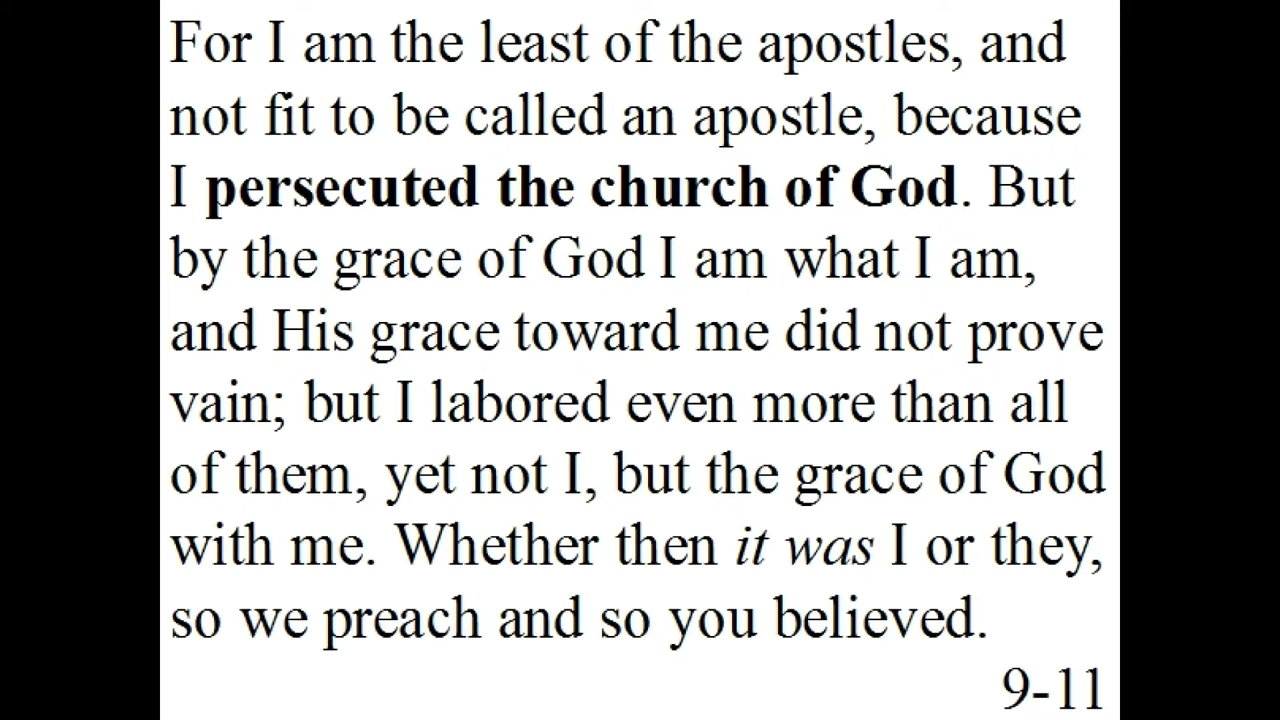 For I am the least of the apostles, and
not fit to be called an apostle, because
I persecuted the church of God. But
by the grace of God I am what I am,
and His grace toward me did not prove
vain; but I labored even more than all
of them, yet not I, but the grace of God
with me. Whether then it was I or they,
so we preach and so you believed.
9-11